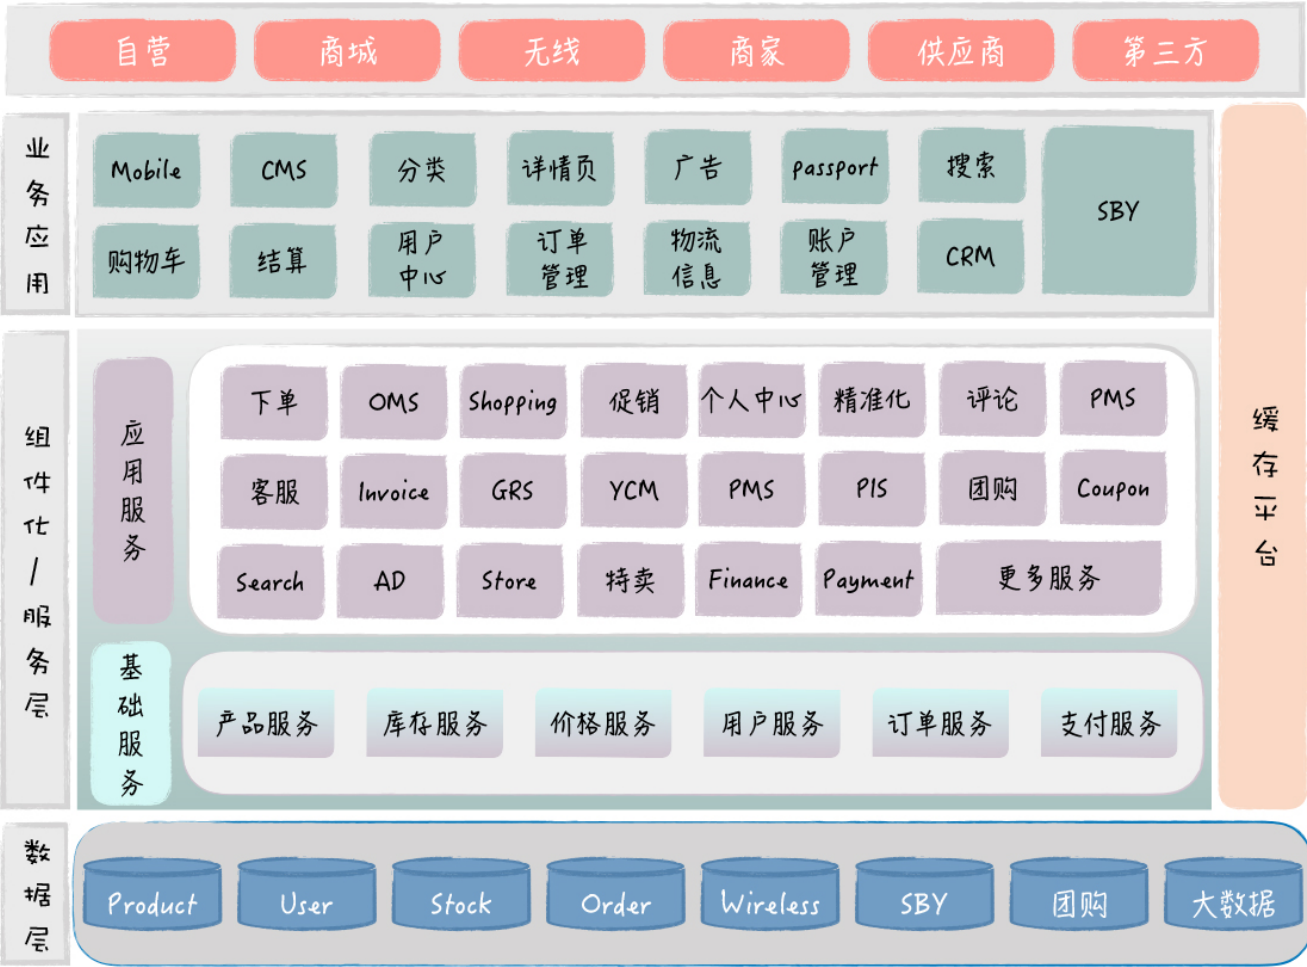 自营
商城
无线
商家
供应商
第三方
业务应用
Mobile
CMS
分类
详情页
广告
passport
搜索
SBY
购物车
结算
用户
中心
订单
管理
物流
信息
账户
管理
CRM
缓存平台
组件化/服务层
应用服务
下单
OMS
Shopping
促销
个人中心
精准化
评论
PMS
客服
Invoice
GRS
YCM
PMS
PIS
团购
Coupon
Search
AD
Store
特卖
Finance
Payment
更多服务
基础服务
产品服务
库存服务
价格服务
用户服务
订单服务
支付服务
数据层
Product
User
Stock
Order
Wireless
SBY
团购
大数据